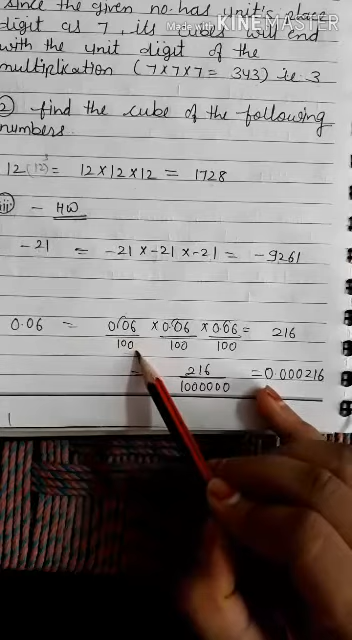 Since the given no. has unit's place
Made With KINEMASTER
digit as 7, its cubes will end
with the unit digit of the
multiplication (7×7×7 = 343) ie 3
② find the cube of the following
numbers.
12 (12)³ = 12×12×12 = 1728
iii - HW
-21 = -21 × -21 × -21 = -9261
0.06 = 0.06/100 × 0.06/100 × 0.06/100 = 216
= 216/1000000 = 0.000216